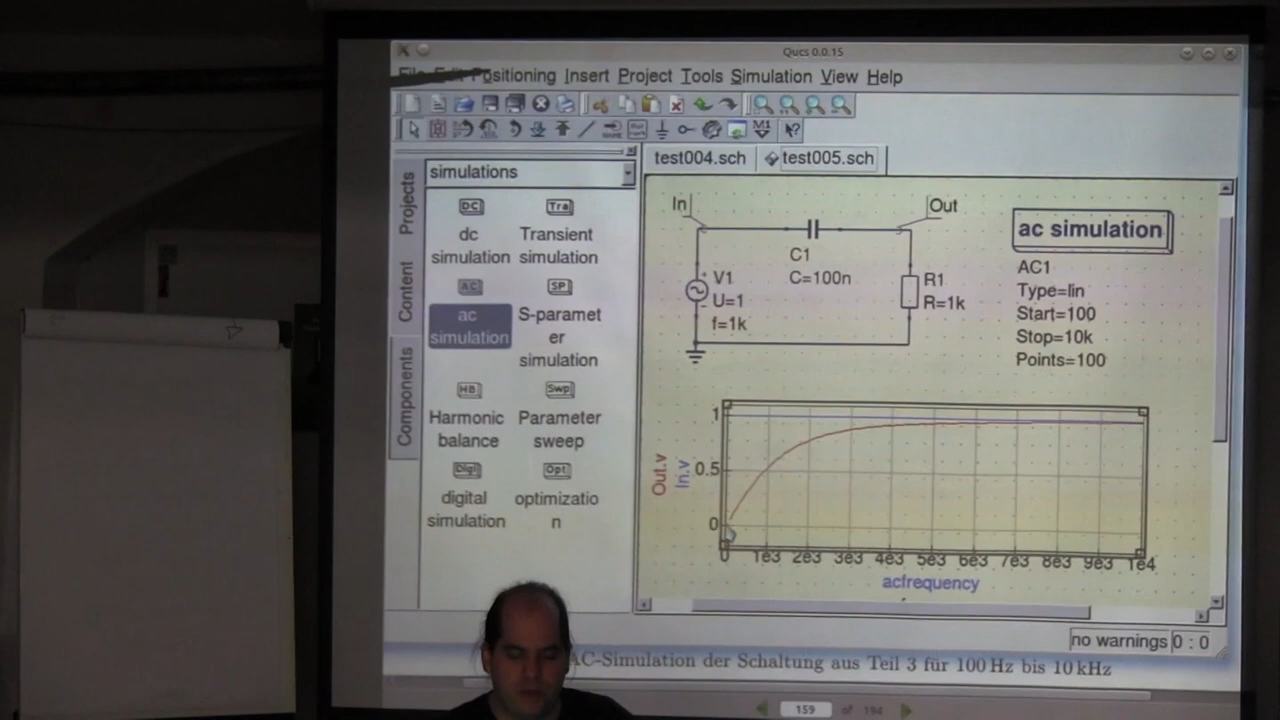 Qucs 0.0.15
File Edit Positioning Insert Project Tools Simulation View Help
test004.sch test005.sch
Projects
Content
Components
simulations
DC
dc
simulation
Tra
Transient
simulation
AC
ac
simulation
SP
S-paramet
er
simulation
HB
Harmonic
balance
Swp
Parameter
sweep
Digi
digital
simulation
Opt
optimizatio
n
In
Out
C1
C=100n
V1
U=1
f=1k
R1
R=1k
ac simulation
AC1
Type=lin
Start=100
Stop=10k
Points=100
Out.v
In.v
1
0.5
0
0 1e3 2e3 3e3 4e3 5e3 6e3 7e3 8e3 9e3 1e4
acfrequency
no warnings 0 : 0
AC-Simulation der Schaltung aus Teil 3 für 100 Hz bis 10 kHz
159 of 194